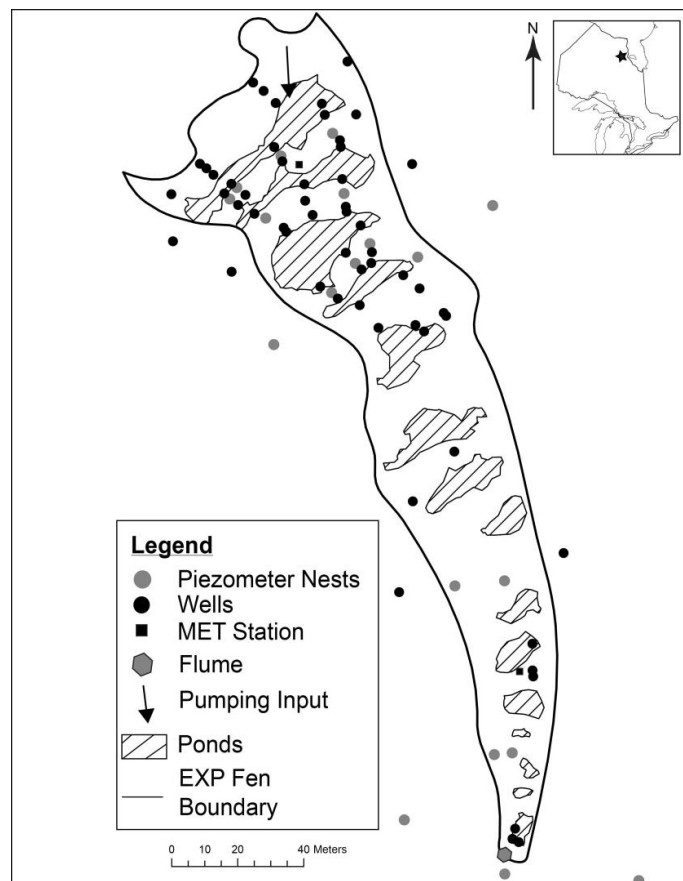 N
Legend
Piezometer Nests
Wells
MET Station
Flume
Pumping Input
Ponds
EXP Fen
Boundary
0 10 20 40 Meters